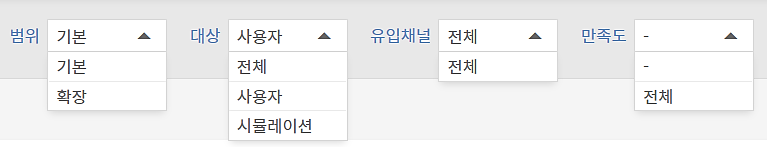 범위 기본 대상 사용자 유입채널 전체 만족도 -
기본 전체 전체 -
확장 사용자 전체
시뮬레이션